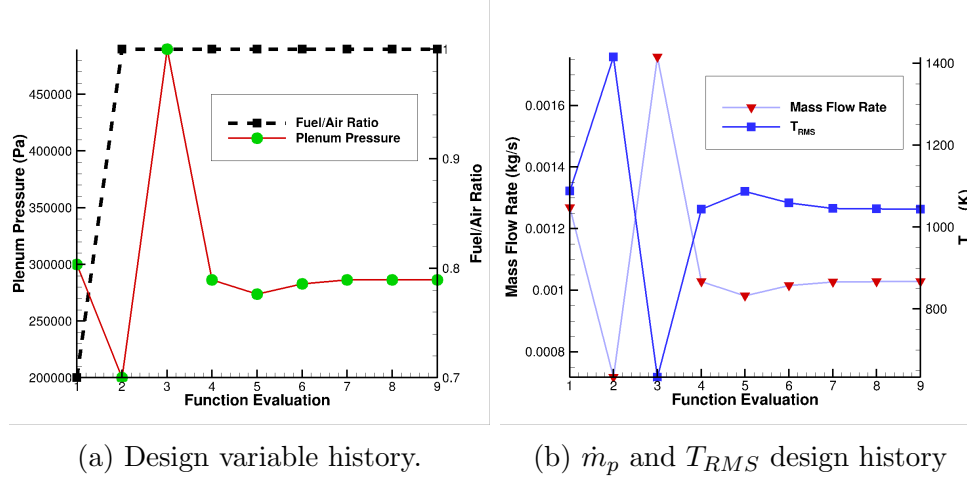 Plenum Pressure (Pa)
450000
400000
350000
300000
250000
200000
1 2 3 4 5 6 7 8 9
Function Evaluation
Fuel/Air Ratio
Plenum Pressure
1
0.9
0.8
0.7
Fuel/Air Ratio
Mass Flow Rate (kg/s)
0.0016
0.0014
0.0012
0.001
0.0008
1 2 3 4 5 6 7 8 9
Function Evaluation
Mass Flow Rate
T_RMS
1400
1200
1000
800
(K)
(a) Design variable history.
(b) ṁ_p and T_RMS design history